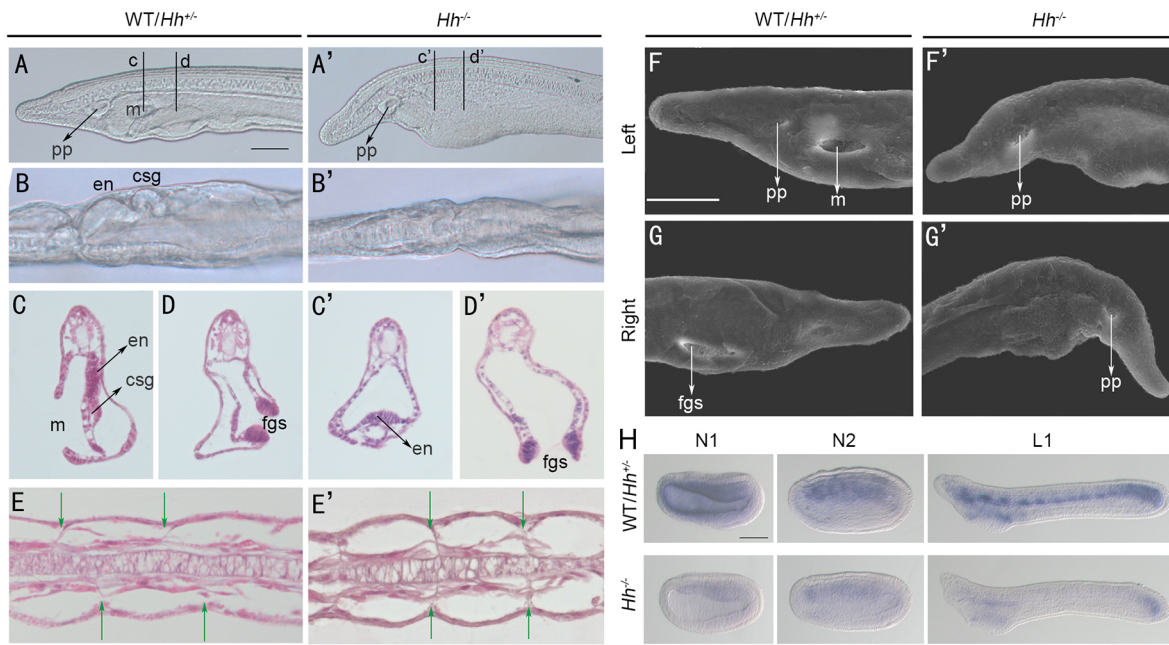 WT/Hh+/-
Hh-/-
A
c
d
m
pp
A'
c'
d'
pp
B
en
csg
B'
C
en
csg
m
D
fgs
C'
en
D'
fgs
E
E'
WT/Hh+/-
Hh-/-
Left
F
pp
m
F'
pp
Right
G
fgs
G'
pp
H
N1
N2
L1
WT/Hh+/-
Hh-/-